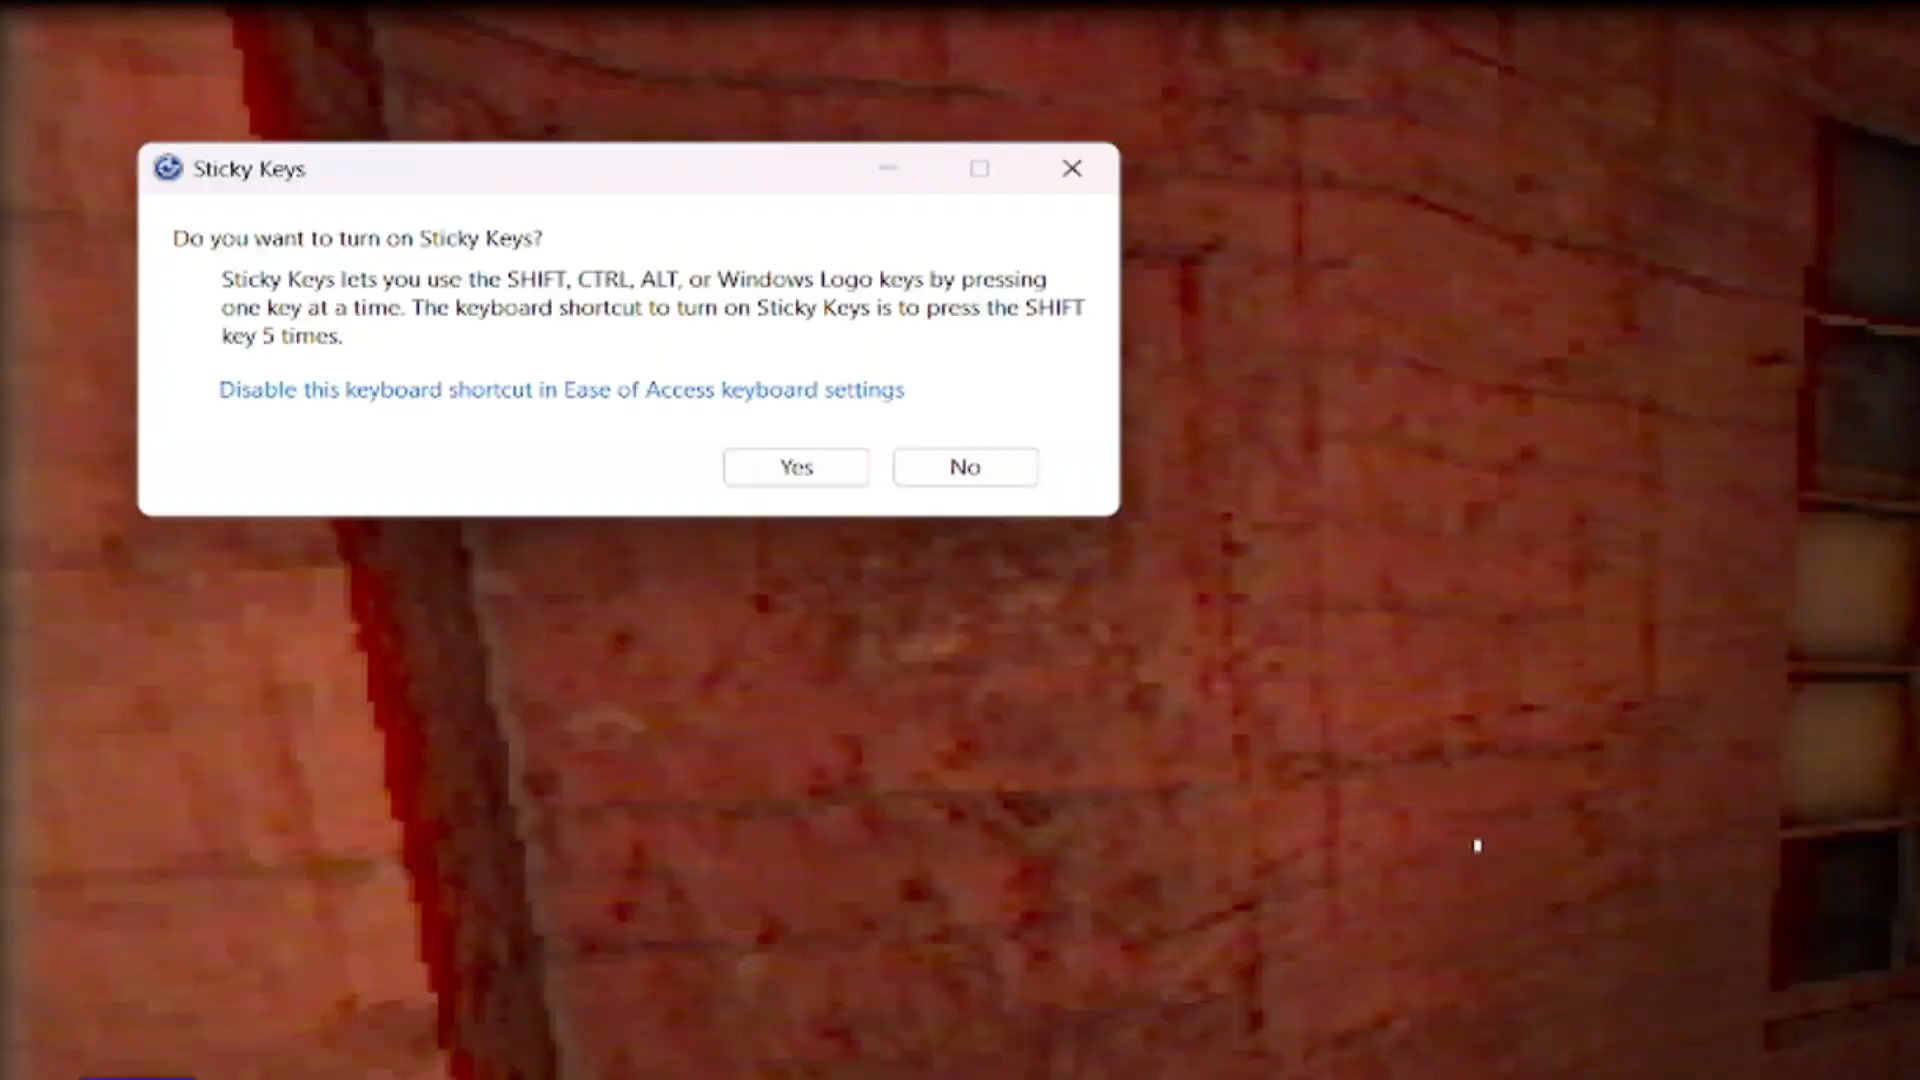 Sticky Keys
Do you want to turn on Sticky Keys?
Sticky Keys lets you use the SHIFT, CTRL, ALT, or Windows Logo keys by pressing
one key at a time. The keyboard shortcut to turn on Sticky Keys is to press the SHIFT
key 5 times.
Disable this keyboard shortcut in Ease of Access keyboard settings
Yes
No